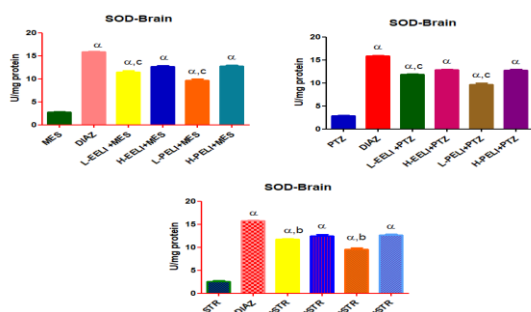 SOD-Brain
U/mg protein
20
15
10
5
0
α
α,c
α
α,c
α
MES
DIAZ
L-EELI +MES
H-EELI+MES
L-PELI+MES
H-PELI+MES
SOD-Brain
U/mg protein
20
15
10
5
0
α
α,c
α
α,c
α
PTZ
DIAZ
L-EELI +PTZ
H-EELI+PTZ
L-PELI+PTZ
H-PELI+PTZ
SOD-Brain
U/mg protein
20
15
10
5
0
α
α,b
α
α,b
α
STR
DIAZ